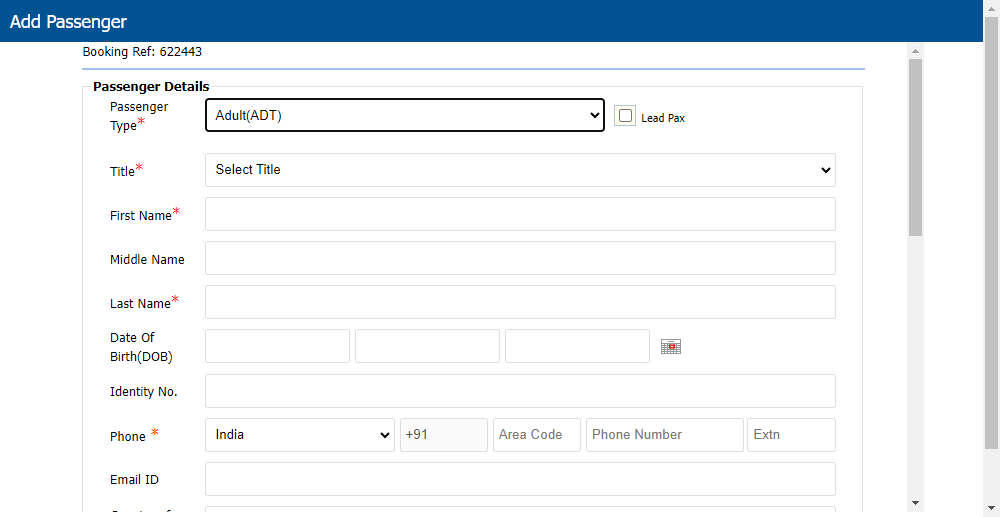 Add Passenger
Booking Ref: 622443
Passenger Details
Passenger Type* Adult(ADT) Lead Pax
Title* Select Title
First Name*
Middle Name
Last Name*
Date Of Birth(DOB)
Identity No.
Phone * India +91 Area Code Phone Number Extn
Email ID